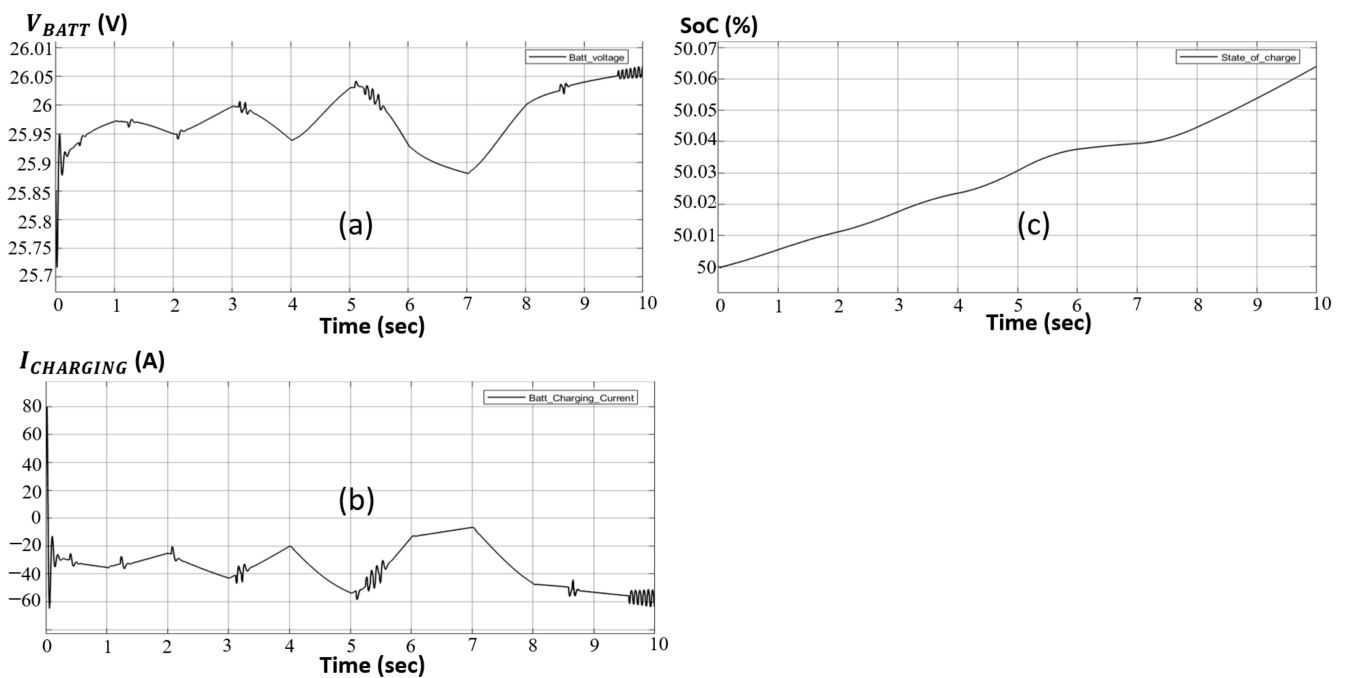 V_BATT (V)
Batt_voltage
26.01
26.05
26
25.95
25.9
25.85
25.8
25.75
25.7
(a)
0 1 2 3 4 5 6 7 8 9 10
Time (sec)
SoC (%)
State_of_charge
50.07
50.06
50.05
50.04
50.03
50.02
50.01
50
(c)
0 1 2 3 4 5 6 7 8 9 10
Time (sec)
I_CHARGING (A)
Batt_Charging_Current
80
60
40
20
0
−20
−40
−60
(b)
0 1 2 3 4 5 6 7 8 9 10
Time (sec)